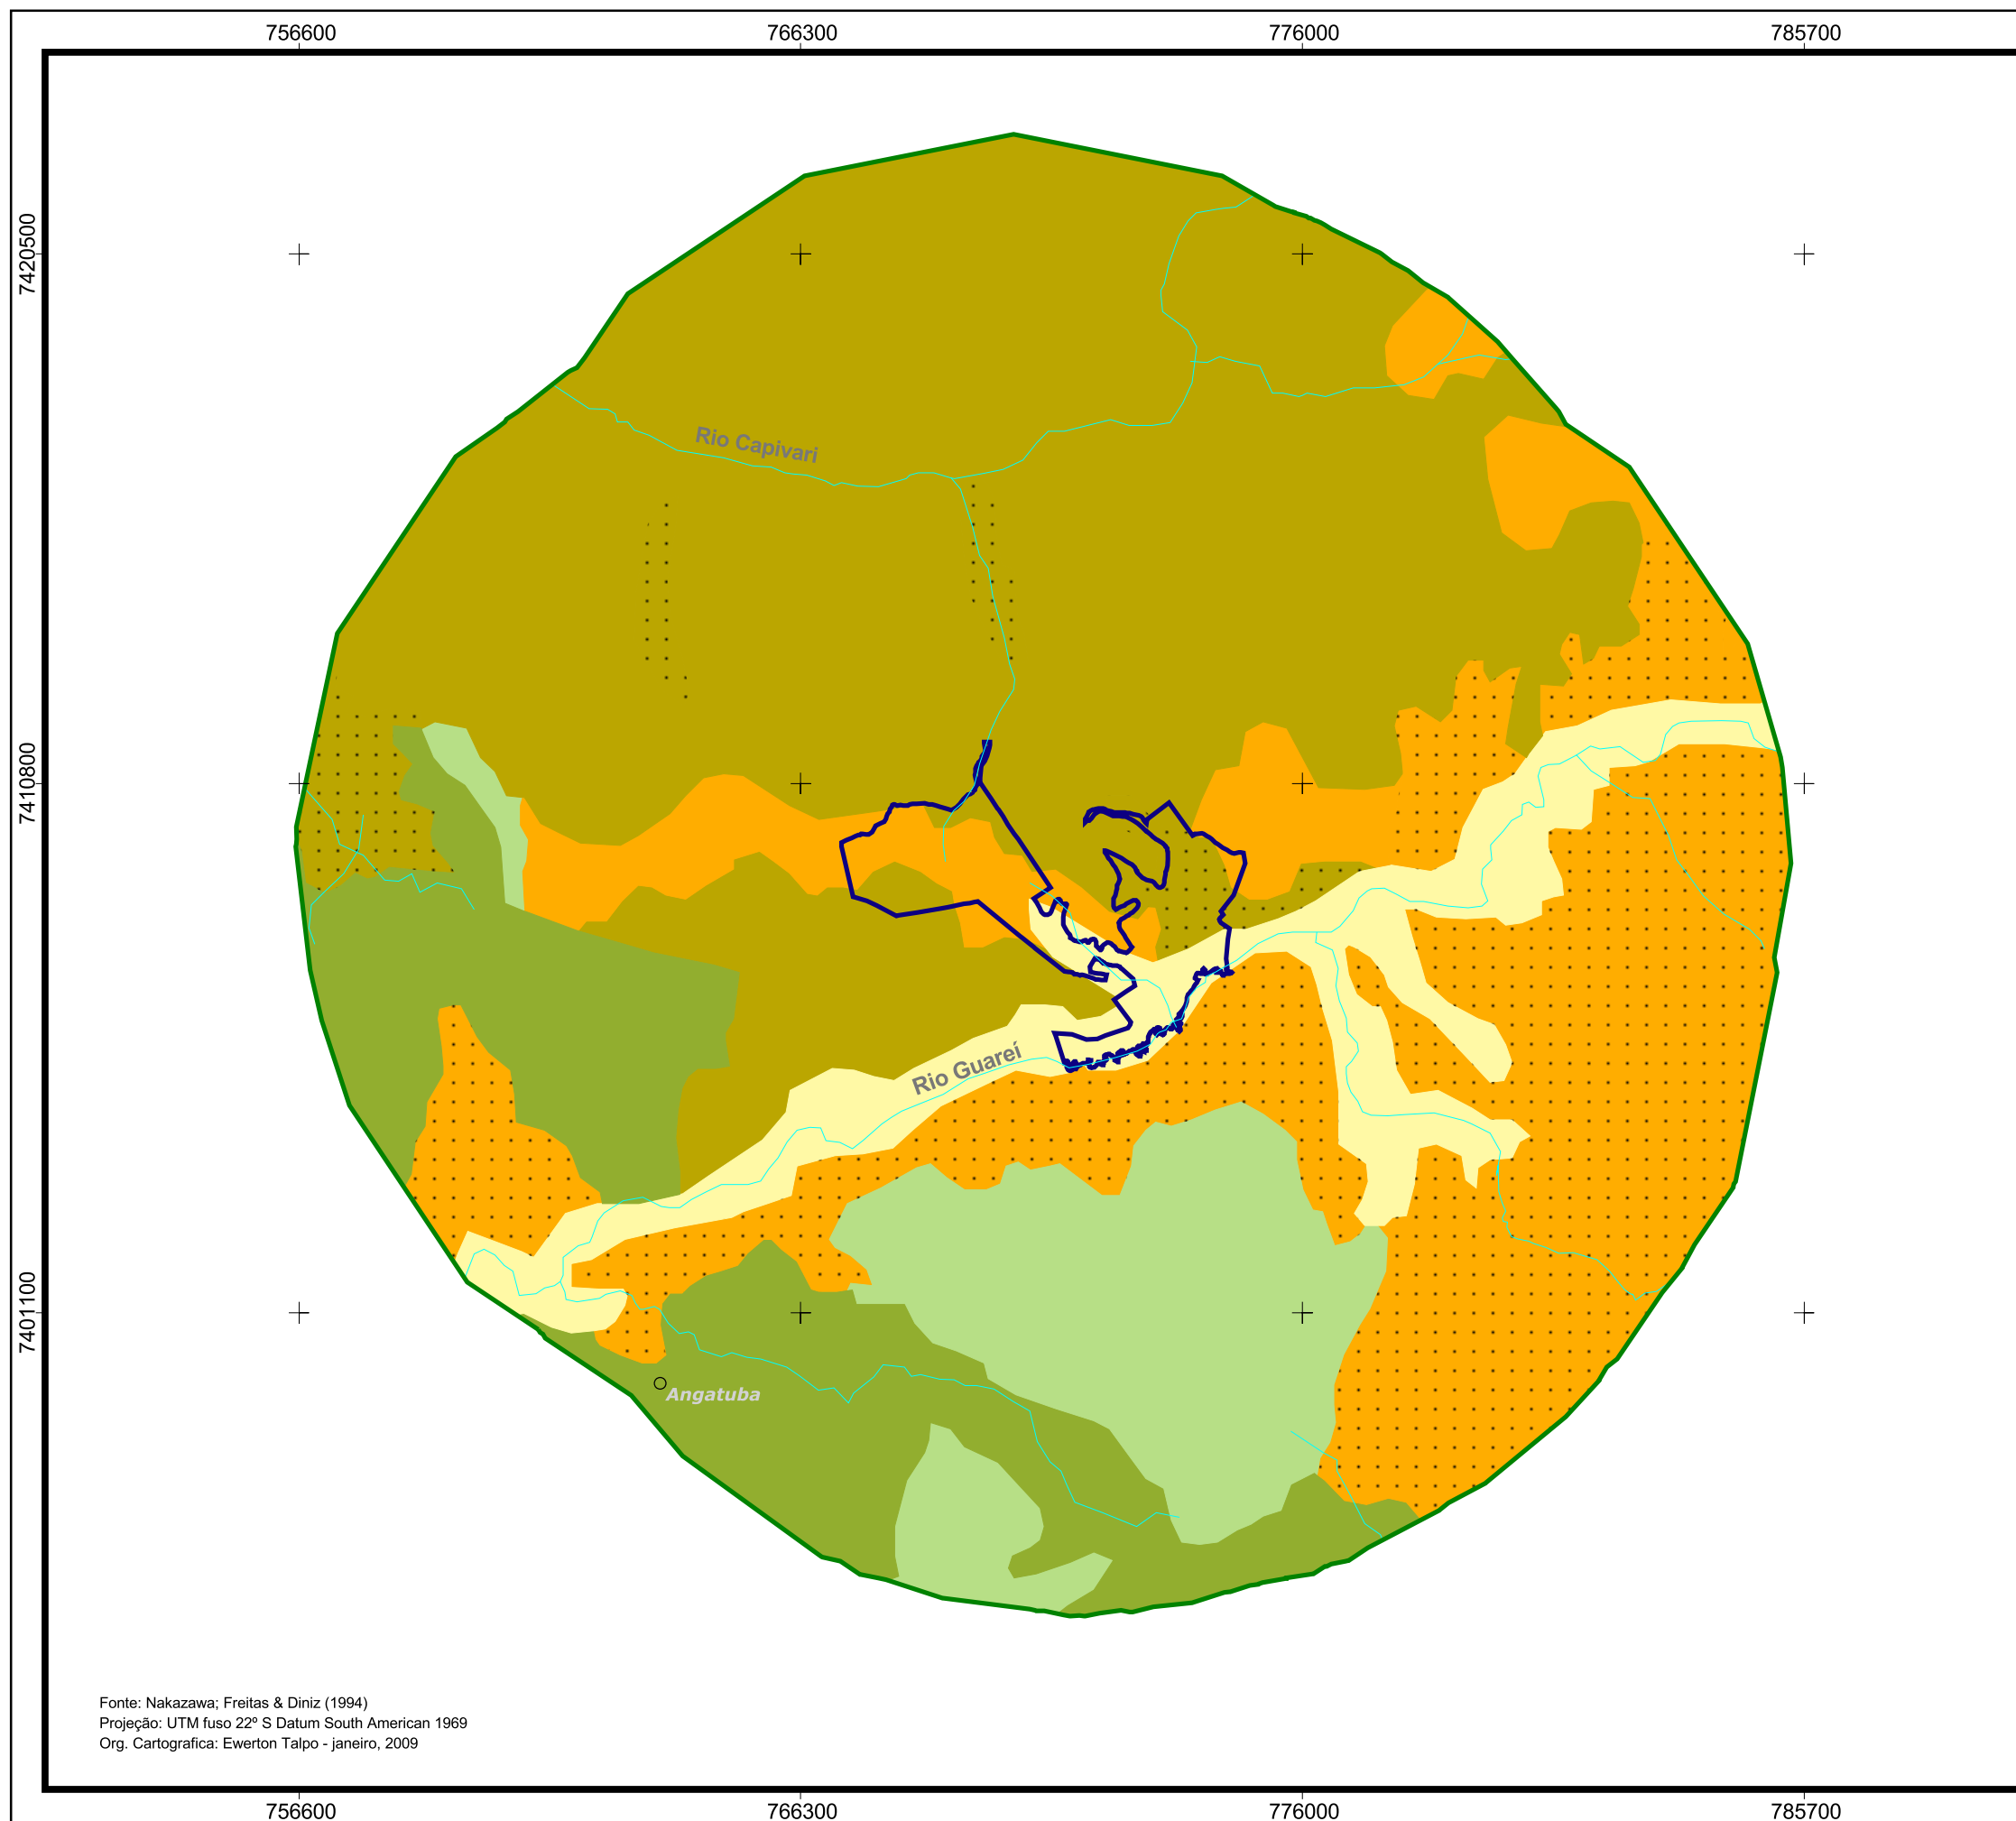 756600 766300 776000 785700
7420500
Rio Capivari
7410800
Rio Guareí
7401100
Angatuba
Fonte: Nakazawa; Freitas & Diniz (1994)
Projeção: UTM fuso 22º S Datum South American 1969
Org. Cartografica: Ewerton Talpo - janeiro, 2009
756600 766300 776000 785700